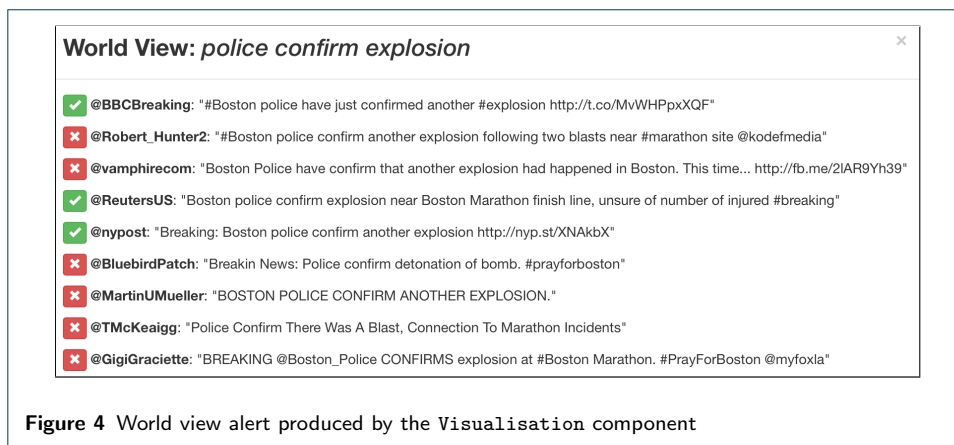 World View: police confirm explosion
×
@BBCBreaking: "#Boston police have just confirmed another #explosion http://t.co/MvWHPpxXQF"
@Robert_Hunter2: "#Boston police confirm another explosion following two blasts near #marathon site @kodefmedia"
@vamphirecom: "Boston Police have confirm that another explosion had happened in Boston. This time... http://fb.me/2lAR9Yh39"
@ReutersUS: "Boston police confirm explosion near Boston Marathon finish line, unsure of number of injured #breaking"
@nypost: "Breaking: Boston police confirm another explosion http://nyp.st/XNAkbX"
@BluebirdPatch: "Breakin News: Police confirm detonation of bomb. #prayforboston"
@MartinUMueller: "BOSTON POLICE CONFIRM ANOTHER EXPLOSION."
@TMcKeaigg: "Police Confirm There Was A Blast, Connection To Marathon Incidents"
@GigiGraciette: "BREAKING @Boston_Police CONFIRMS explosion at #Boston Marathon. #PrayForBoston @myfoxla"
Figure 4 World view alert produced by the Visualisation component